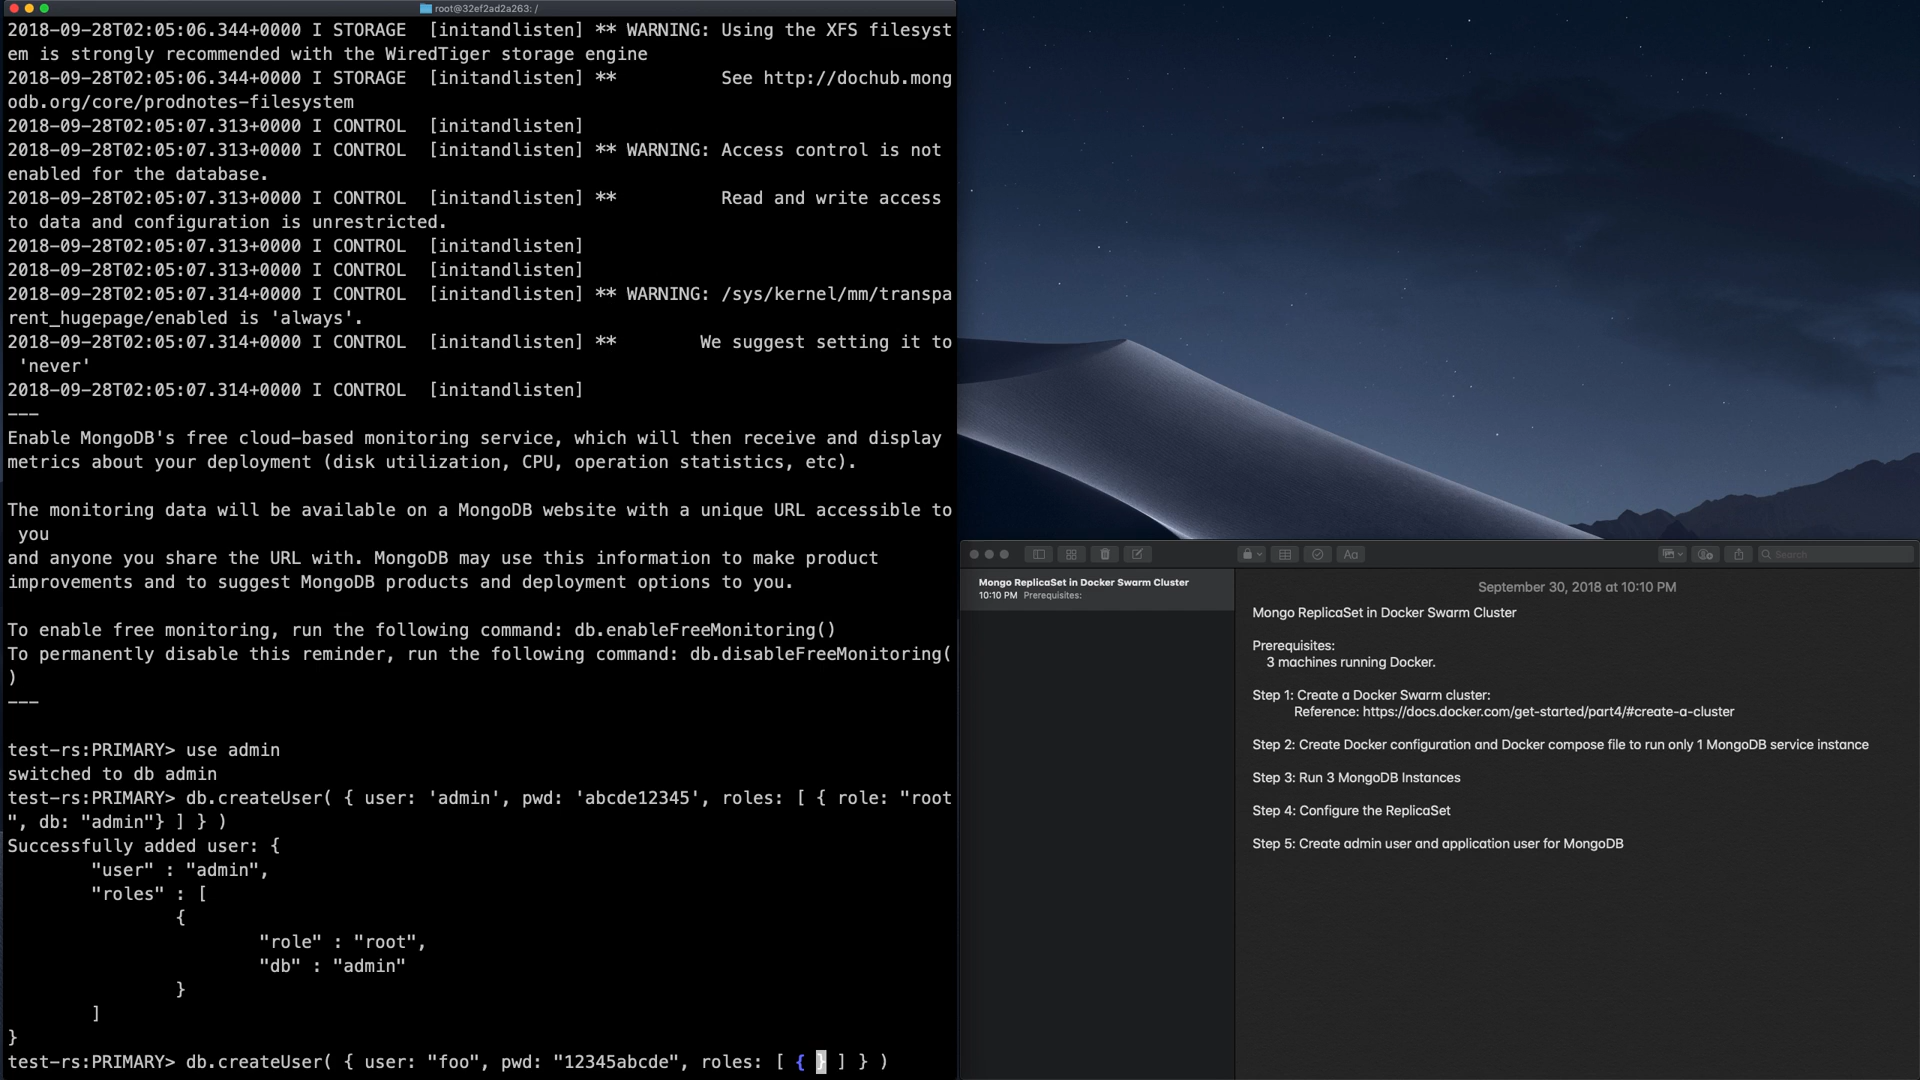 root@32ef2ad2a263: /
2018-09-28T02:05:06.344+0000 I STORAGE  [initandlisten] ** WARNING: Using the XFS filesyst
em is strongly recommended with the WiredTiger storage engine
2018-09-28T02:05:06.344+0000 I STORAGE  [initandlisten] **          See http://dochub.mong
odb.org/core/prodnotes-filesystem
2018-09-28T02:05:07.313+0000 I CONTROL  [initandlisten]
2018-09-28T02:05:07.313+0000 I CONTROL  [initandlisten] ** WARNING: Access control is not
enabled for the database.
2018-09-28T02:05:07.313+0000 I CONTROL  [initandlisten] **          Read and write access
to data and configuration is unrestricted.
2018-09-28T02:05:07.313+0000 I CONTROL  [initandlisten]
2018-09-28T02:05:07.313+0000 I CONTROL  [initandlisten]
2018-09-28T02:05:07.314+0000 I CONTROL  [initandlisten] ** WARNING: /sys/kernel/mm/transpa
rent_hugepage/enabled is 'always'.
2018-09-28T02:05:07.314+0000 I CONTROL  [initandlisten] **        We suggest setting it to
 'never'
2018-09-28T02:05:07.314+0000 I CONTROL  [initandlisten]
---
Enable MongoDB's free cloud-based monitoring service, which will then receive and display
metrics about your deployment (disk utilization, CPU, operation statistics, etc).
The monitoring data will be available on a MongoDB website with a unique URL accessible to
 you
and anyone you share the URL with. MongoDB may use this information to make product
improvements and to suggest MongoDB products and deployment options to you.
To enable free monitoring, run the following command: db.enableFreeMonitoring()
To permanently disable this reminder, run the following command: db.disableFreeMonitoring(
)
---
test-rs:PRIMARY> use admin
switched to db admin
test-rs:PRIMARY> db.createUser( { user: 'admin', pwd: 'abcde12345', roles: [ { role: "root
", db: "admin"} ] } )
Successfully added user: {
"user" : "admin",
"roles" : [
{
"role" : "root",
"db" : "admin"
}
]
}
test-rs:PRIMARY> db.createUser( { user: "foo", pwd: "12345abcde", roles: [ { } ] } )
Aa
Search
Mongo ReplicaSet in Docker Swarm Cluster
10:10 PM  Prerequisites:
September 30, 2018 at 10:10 PM
Mongo ReplicaSet in Docker Swarm Cluster
Prerequisites:
3 machines running Docker.
Step 1: Create a Docker Swarm cluster:
Reference: https://docs.docker.com/get-started/part4/#create-a-cluster
Step 2: Create Docker configuration and Docker compose file to run only 1 MongoDB service instance
Step 3: Run 3 MongoDB Instances
Step 4: Configure the ReplicaSet
Step 5: Create admin user and application user for MongoDB